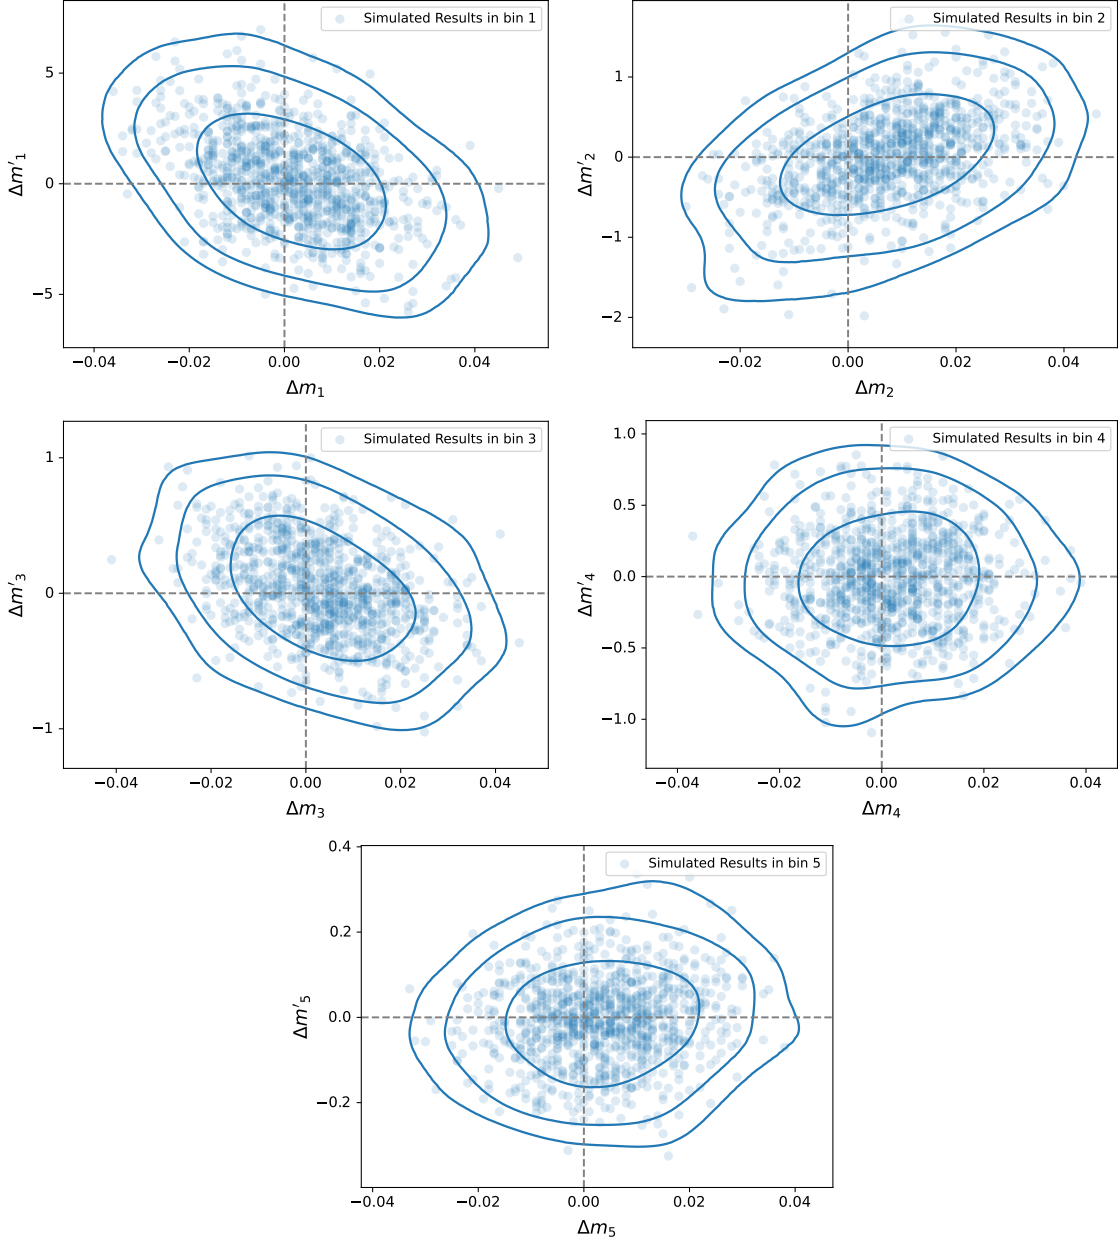 Simulated Results in bin 1
5
0
−5
Δm′₁
−0.04 −0.02 0.00 0.02 0.04
Δm₁
Simulated Results in bin 2
1
0
−1
−2
Δm′₂
−0.02 0.00 0.02 0.04
Δm₂
Simulated Results in bin 3
1
0
−1
Δm′₃
−0.04 −0.02 0.00 0.02 0.04
Δm₃
Simulated Results in bin 4
1.0
0.5
0.0
−0.5
−1.0
Δm′₄
−0.04 −0.02 0.00 0.02 0.04
Δm₄
Simulated Results in bin 5
0.4
0.2
0.0
−0.2
Δm′₅
−0.04 −0.02 0.00 0.02 0.04
Δm₅